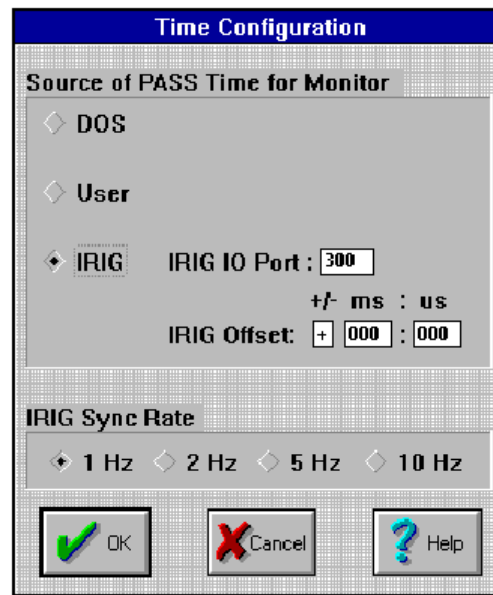 Time Configuration
Source of PASS Time for Monitor
DOS
User
IRIG IRIG IO Port : 300
+/- ms : us
IRIG Offset: + 000 : 000
IRIG Sync Rate
1 Hz 2 Hz 5 Hz 10 Hz
OK Cancel ? Help